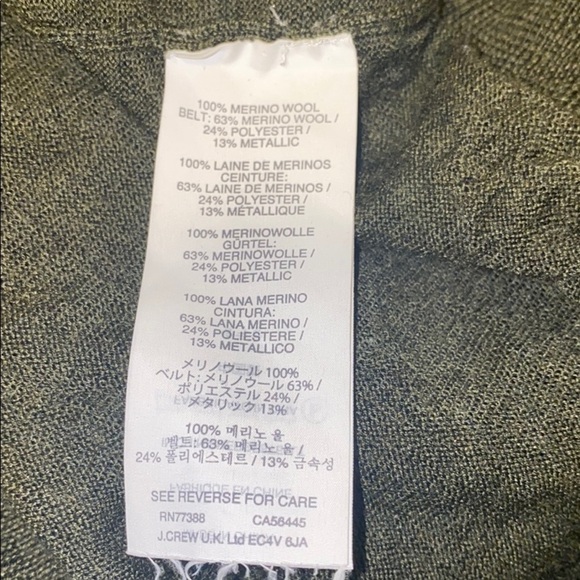 100% MERINO WOOL
BELT: 63% MERINO WOOL /
24% POLYESTER /
13% METALLIC
100% LAINE DE MERINOS
CEINTURE:
63% LAINE DE MERINOS /
24% POLYESTER /
13% MÉTALLIQUE
100% MERINOWOLLE
GÜRTEL:
63% MERINOWOLLE /
24% POLYESTER /
13% METALLIC
100% LANA MERINO
CINTURA:
63% LANA MERINO /
24% POLIESTERE /
13% METALLICO
メリノウール 100%
ベルト: メリノウール 63% /
ポリエステル 24% /
メタリック 13%
100% 메리노 울
벨트: 63% 메리노 울 /
24% 폴리에스테르 / 13% 금속성
SEE REVERSE FOR CARE
RN77388 CA56445
J.CREW U.K. Ltd EC4V 6JA